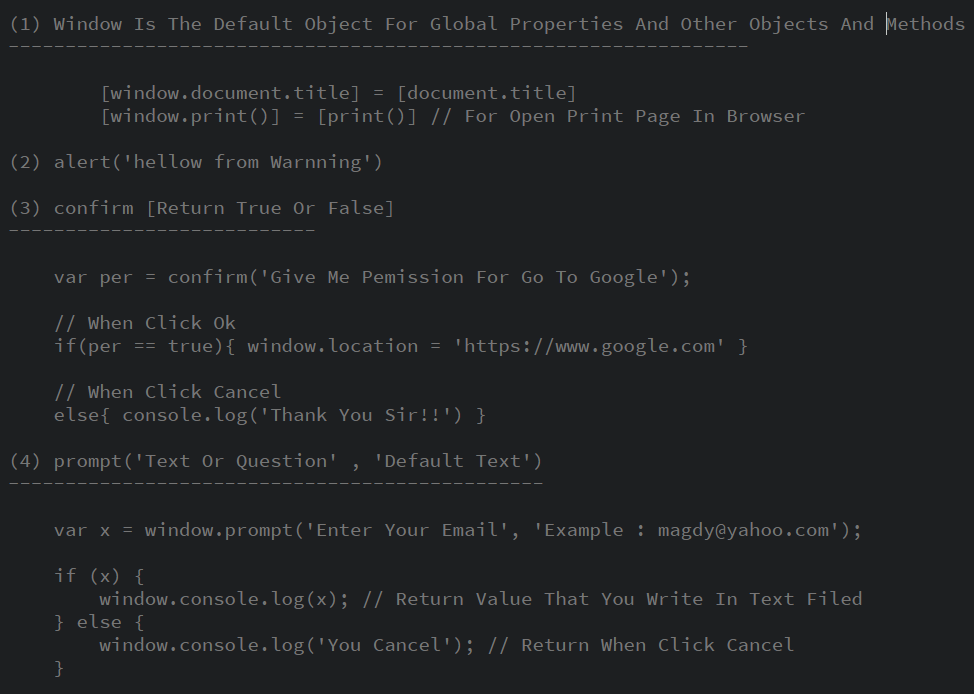 (1) Window Is The Default Object For Global Properties And Other Objects And Methods
------------------------------------------------------------------
[window.document.title] = [document.title]
[window.print()] = [print()] // For Open Print Page In Browser
(2) alert('hellow from Warnning')
(3) confirm [Return True Or False]
---------------------------
var per = confirm('Give Me Pemission For Go To Google');
// When Click Ok
if(per == true){ window.location = 'https://www.google.com' }
// When Click Cancel
else{ console.log('Thank You Sir!!') }
(4) prompt('Text Or Question' , 'Default Text')
-----------------------------------------------
var x = window.prompt('Enter Your Email', 'Example : magdy@yahoo.com');
if (x) {
window.console.log(x); // Return Value That You Write In Text Filed
} else {
window.console.log('You Cancel'); // Return When Click Cancel
}